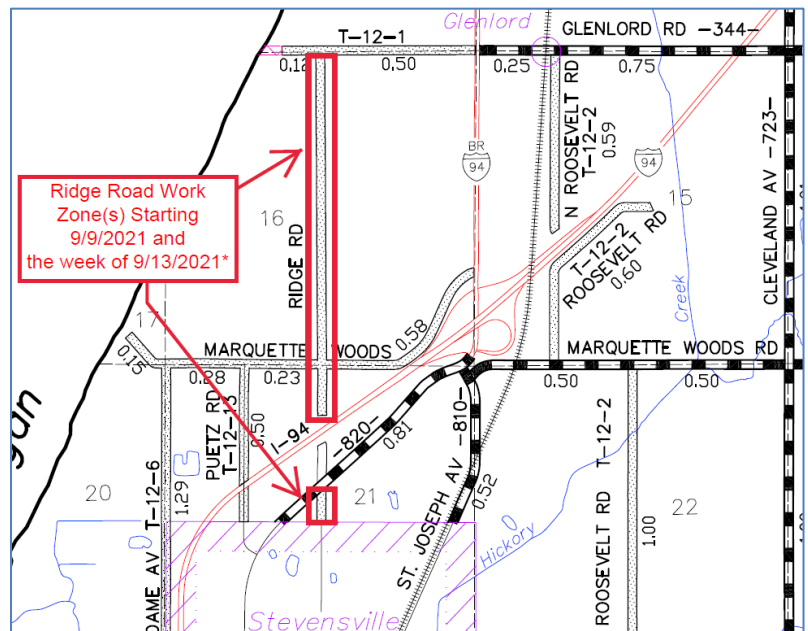 Glenlord
GLENLORD RD -344-
T-12-1
0.12
0.50
0.25
0.75
BR
94
94
N ROOSEVELT RD
T-12-2
0.59
CLEVELAND AV -723-
Ridge Road Work
Zone(s) Starting
9/9/2021 and
the week of 9/13/2021*
16
RIDGE RD
15
T-12-2
ROOSEVELT RD
0.60
Creek
17
0.15
MARQUETTE WOODS
0.58
MARQUETTE WOODS RD
0.28
0.23
0.50
0.50
gan
PUETZ RD
T-12-13
0.50
I-94
-820-
0.81
-810-
20
DAME AV T-12-6
1.29
21
ST. JOSEPH AV
0.52
Hickory
ROOSEVELT RD T-12-2
1.00
22
Stevensville